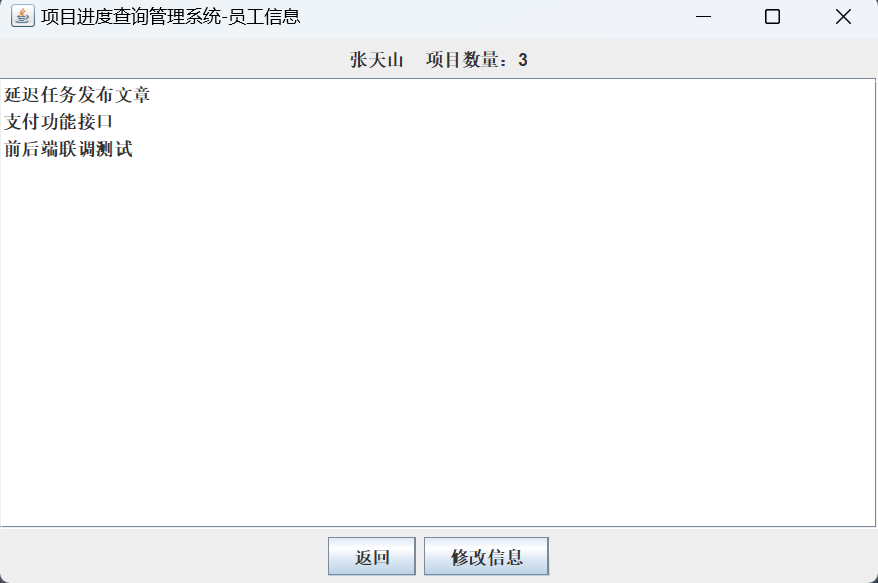 项目进度查询管理系统-员工信息
张天山 项目数量：3
延迟任务发布文章
支付功能接口
前后端联调测试
返回 修改信息